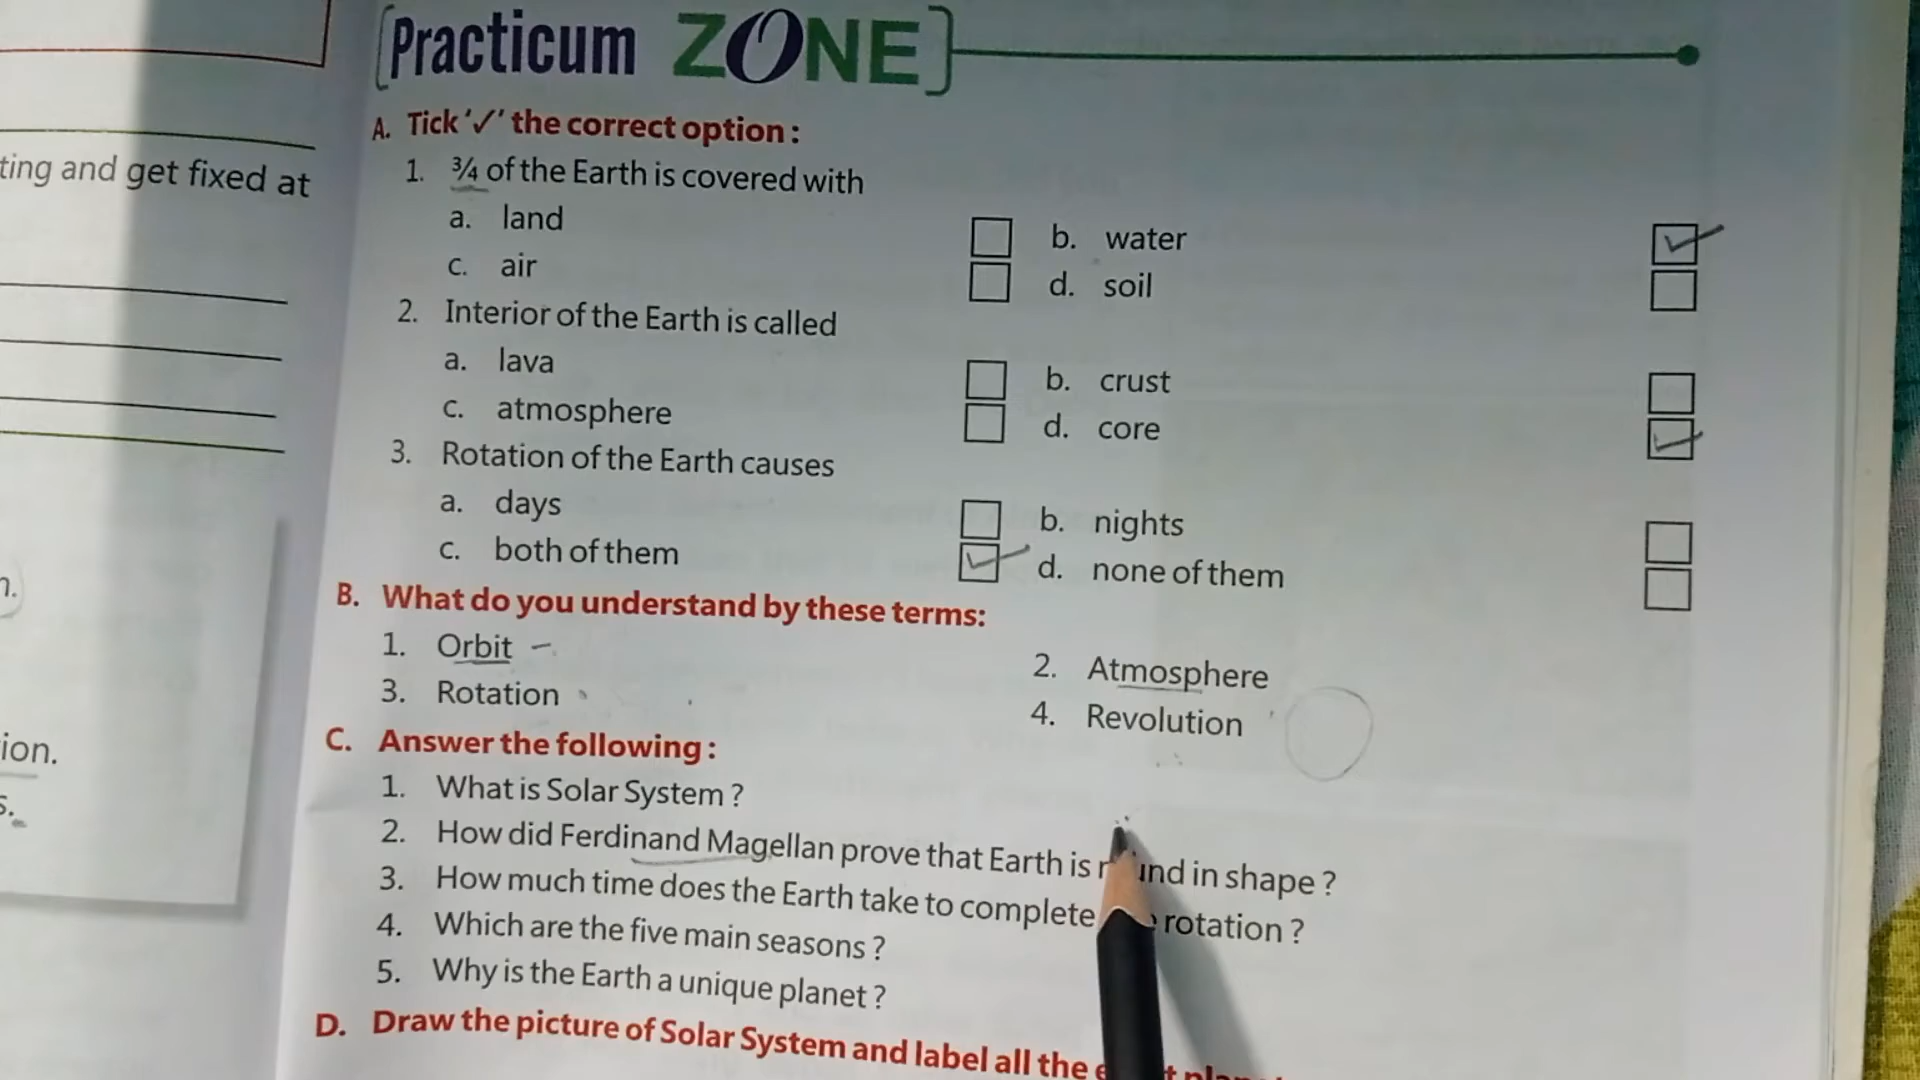 ting and get fixed at
ion.
Practicum ZONE
A. Tick '✓' the correct option :
1. ¾ of the Earth is covered with
a. land b. water
c. air d. soil
2. Interior of the Earth is called
a. lava b. crust
c. atmosphere d. core
3. Rotation of the Earth causes
a. days b. nights
c. both of them d. none of them
B. What do you understand by these terms:
1. Orbit 2. Atmosphere
3. Rotation 4. Revolution
C. Answer the following :
1. What is Solar System ?
2. How did Ferdinand Magellan prove that Earth is in shape ?
3. How much time does the Earth take to complete rotation ?
4. Which are the five main seasons ?
5. Why is the Earth a unique planet ?
D. Draw the picture of Solar System and label all the